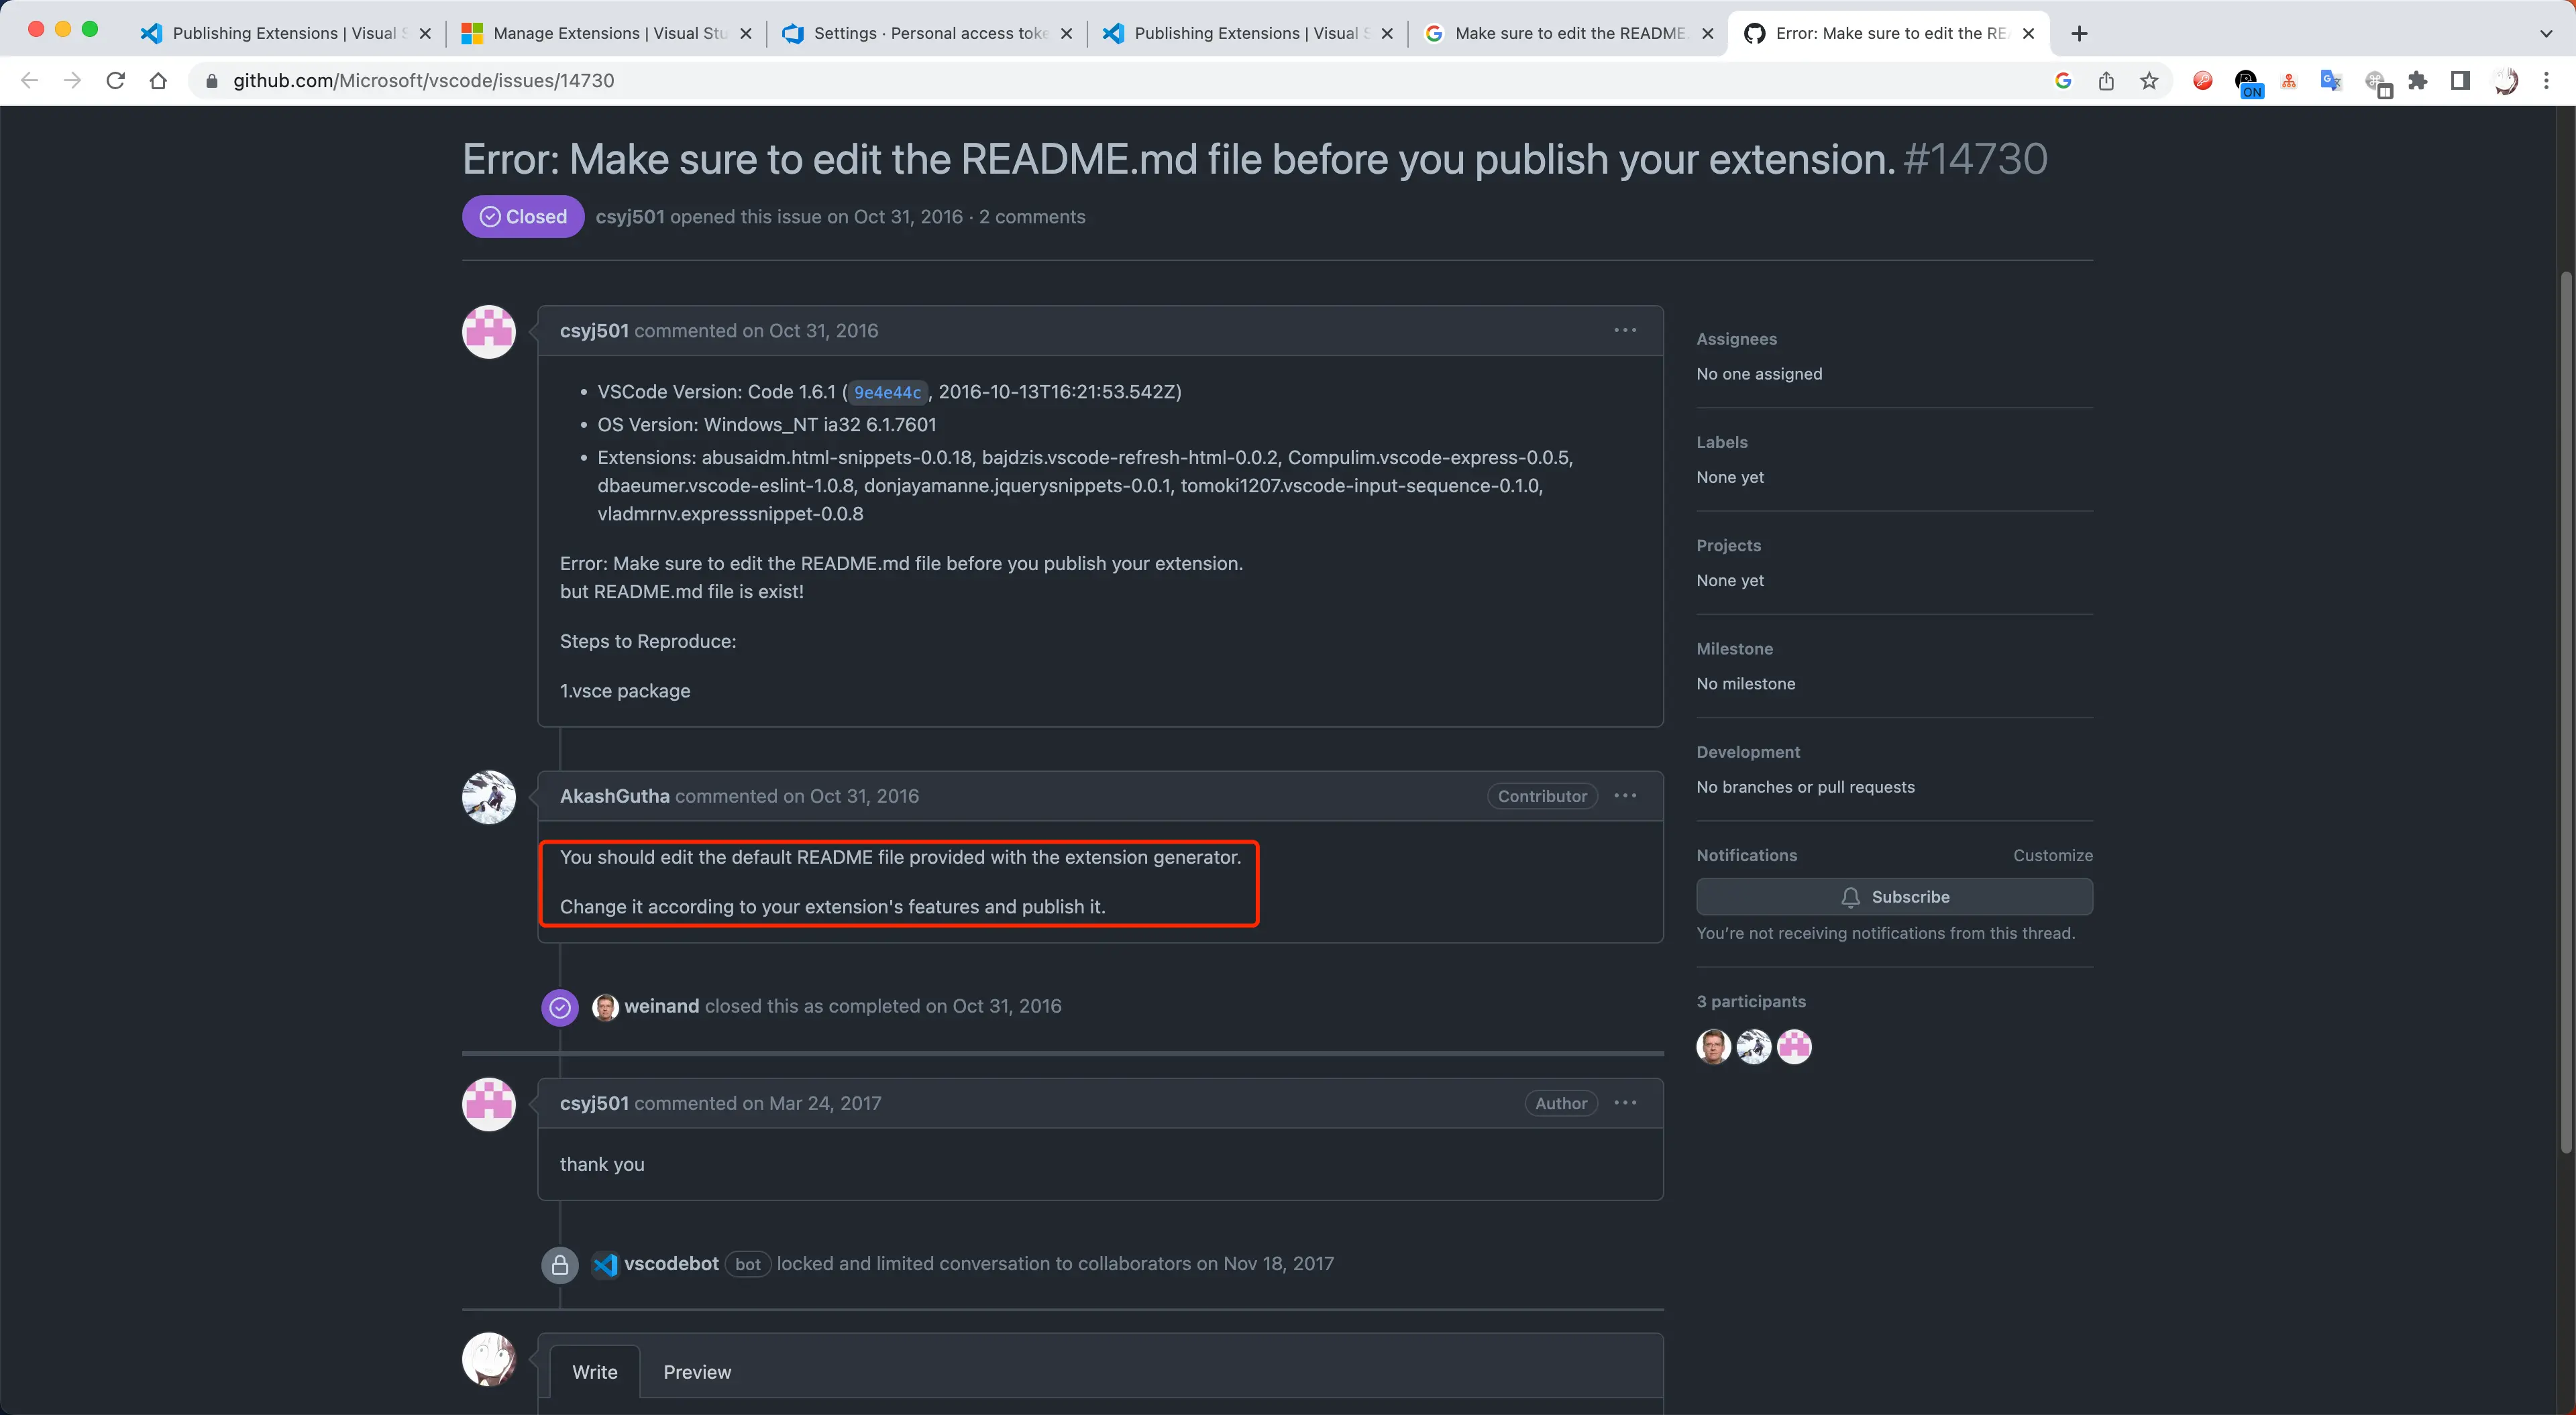 Publishing Extensions | Visual S
Manage Extensions | Visual Stu
Settings · Personal access toke
Publishing Extensions | Visual S
Make sure to edit the README.
Error: Make sure to edit the RE
github.com/Microsoft/vscode/issues/14730
ON
Error: Make sure to edit the README.md file before you publish your extension. #14730
Closed
csyj501 opened this issue on Oct 31, 2016 · 2 comments
csyj501 commented on Oct 31, 2016
• VSCode Version: Code 1.6.1 (9e4e44c, 2016-10-13T16:21:53.542Z)
• OS Version: Windows_NT ia32 6.1.7601
• Extensions: abusaidm.html-snippets-0.0.18, bajdzis.vscode-refresh-html-0.0.2, Compulim.vscode-express-0.0.5,
dbaeumer.vscode-eslint-1.0.8, donjayamanne.jquerysnippets-0.0.1, tomoki1207.vscode-input-sequence-0.1.0,
vladmrnv.expresssnippet-0.0.8
Error: Make sure to edit the README.md file before you publish your extension.
but README.md file is exist!
Steps to Reproduce:
1.vsce package
AkashGutha commented on Oct 31, 2016
Contributor
You should edit the default README file provided with the extension generator.
Change it according to your extension's features and publish it.
weinand closed this as completed on Oct 31, 2016
csyj501 commented on Mar 24, 2017
Author
thank you
vscodebot bot locked and limited conversation to collaborators on Nov 18, 2017
Write
Preview
Assignees
No one assigned
Labels
None yet
Projects
None yet
Milestone
No milestone
Development
No branches or pull requests
Notifications
Customize
Subscribe
You're not receiving notifications from this thread.
3 participants